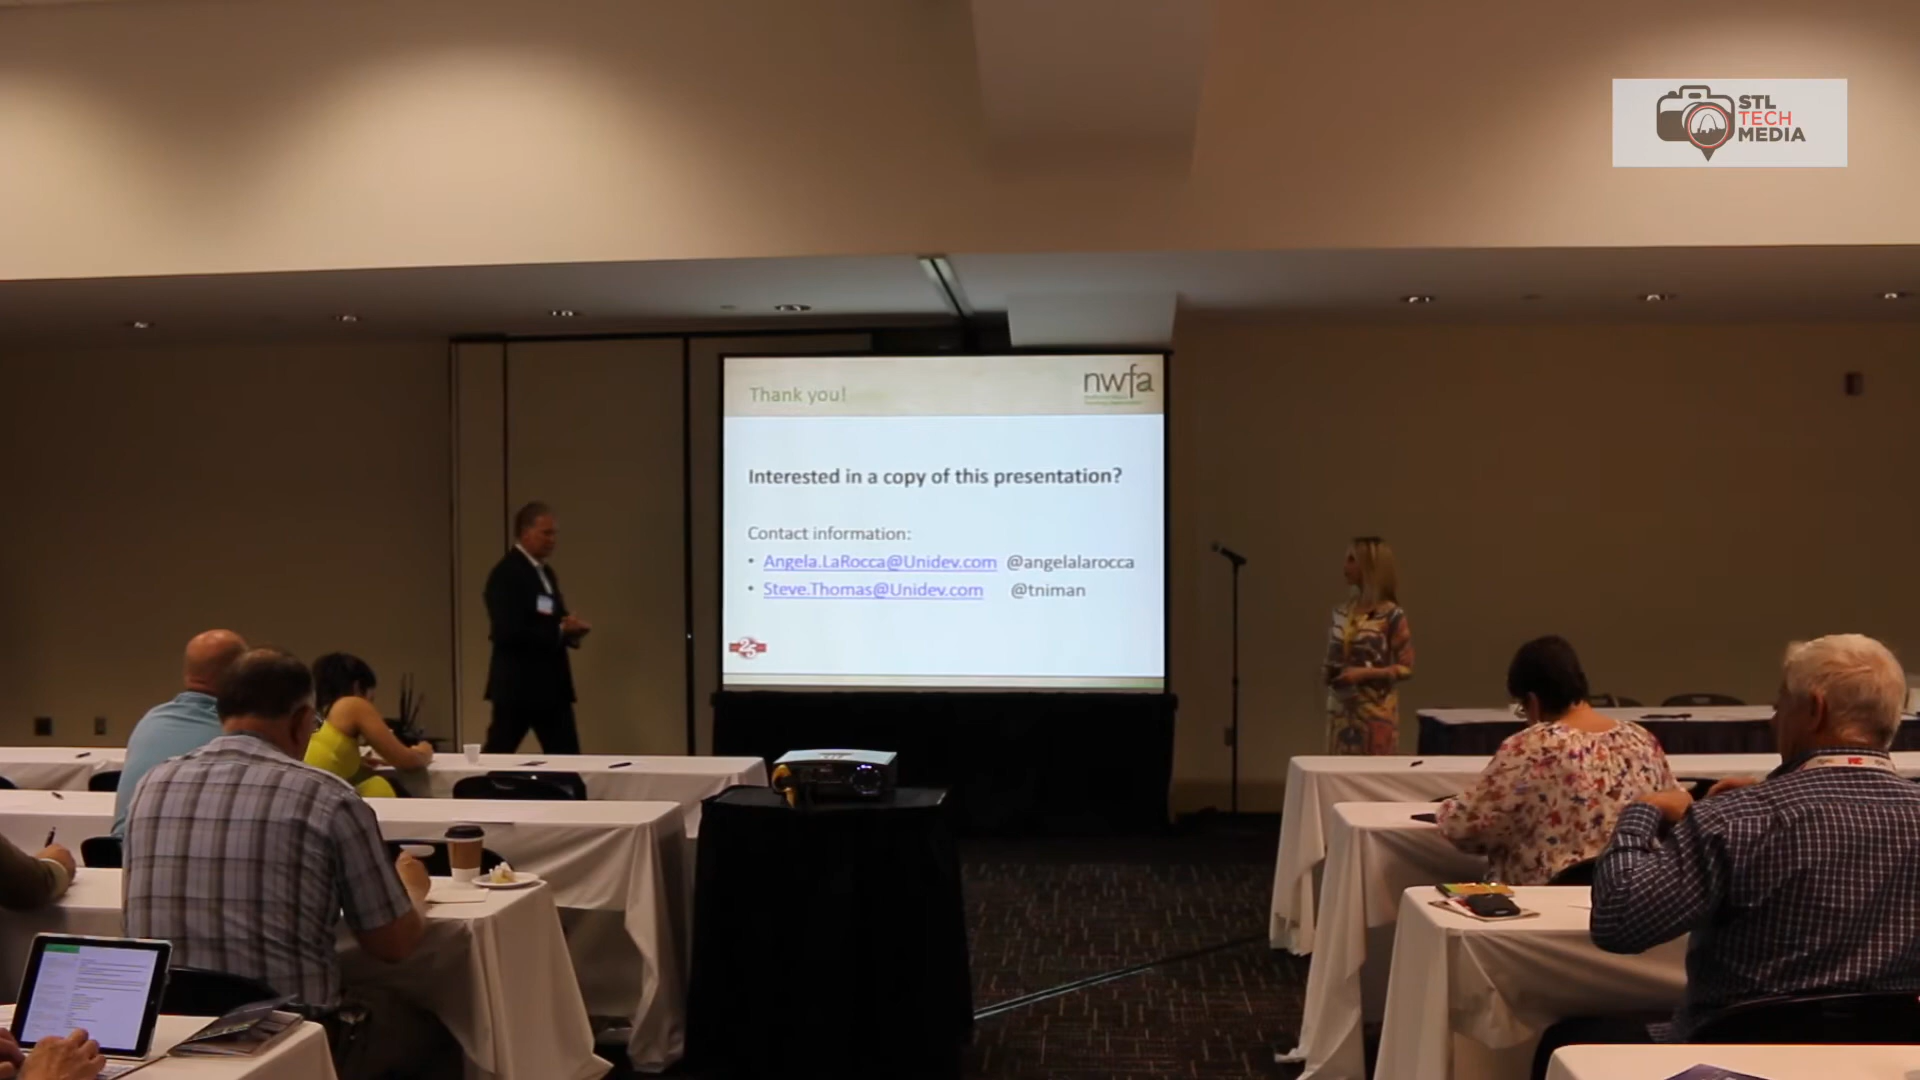 STL
TECH
MEDIA
Thank you!
nwfa
Interested in a copy of this presentation?
Contact information:
• Angela.LaRocca@Unidev.com @angelalarocca
• Steve.Thomas@Unidev.com @tniman
25